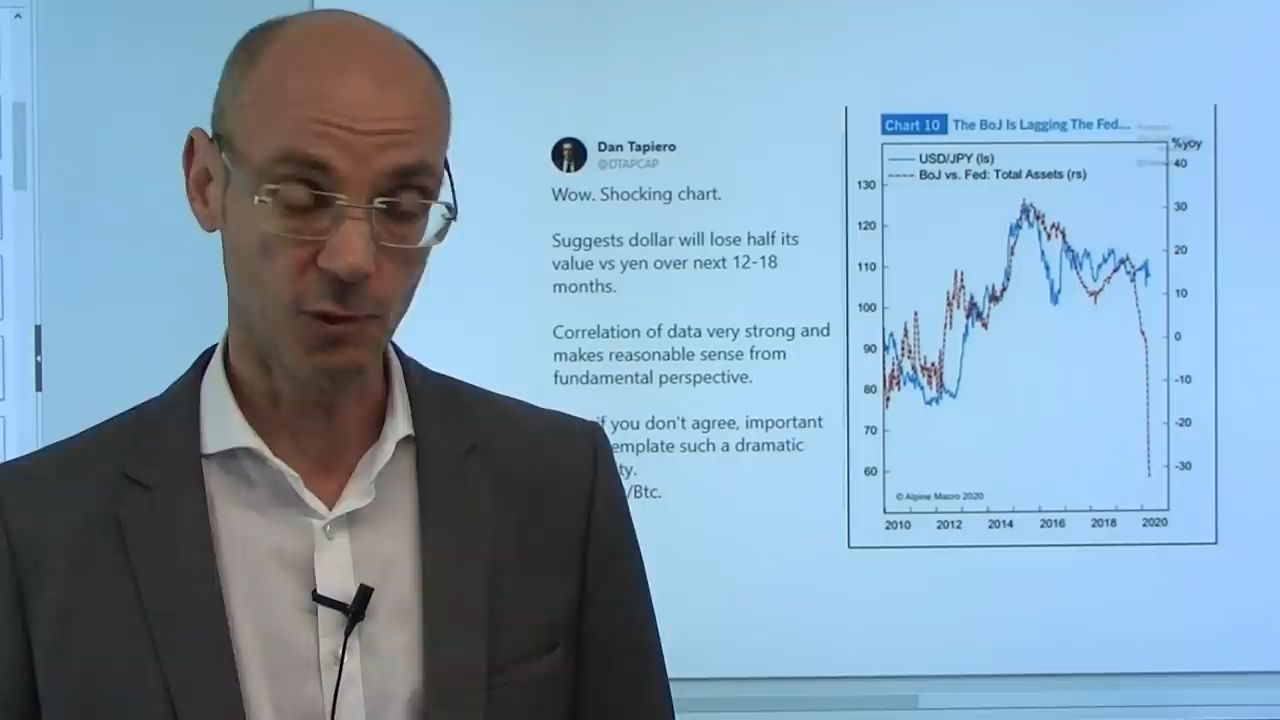 Dan Tapiero
@DTAPCAP
Wow. Shocking chart.
Suggests dollar will lose half its
value vs yen over next 12-18
months.
Correlation of data very strong and
makes reasonable sense from
fundamental perspective.
if you don't agree, important
emplate such a dramatic
ty.
/Btc.
Chart 10 The BoJ Is Lagging The Fed...
%yoy
USD/JPY (ls)
BoJ vs. Fed: Total Assets (rs)
130
120
110
100
90
80
70
60
40
30
20
10
0
-10
-20
-30
© Alpine Macro 2020
2010 2012 2014 2016 2018 2020